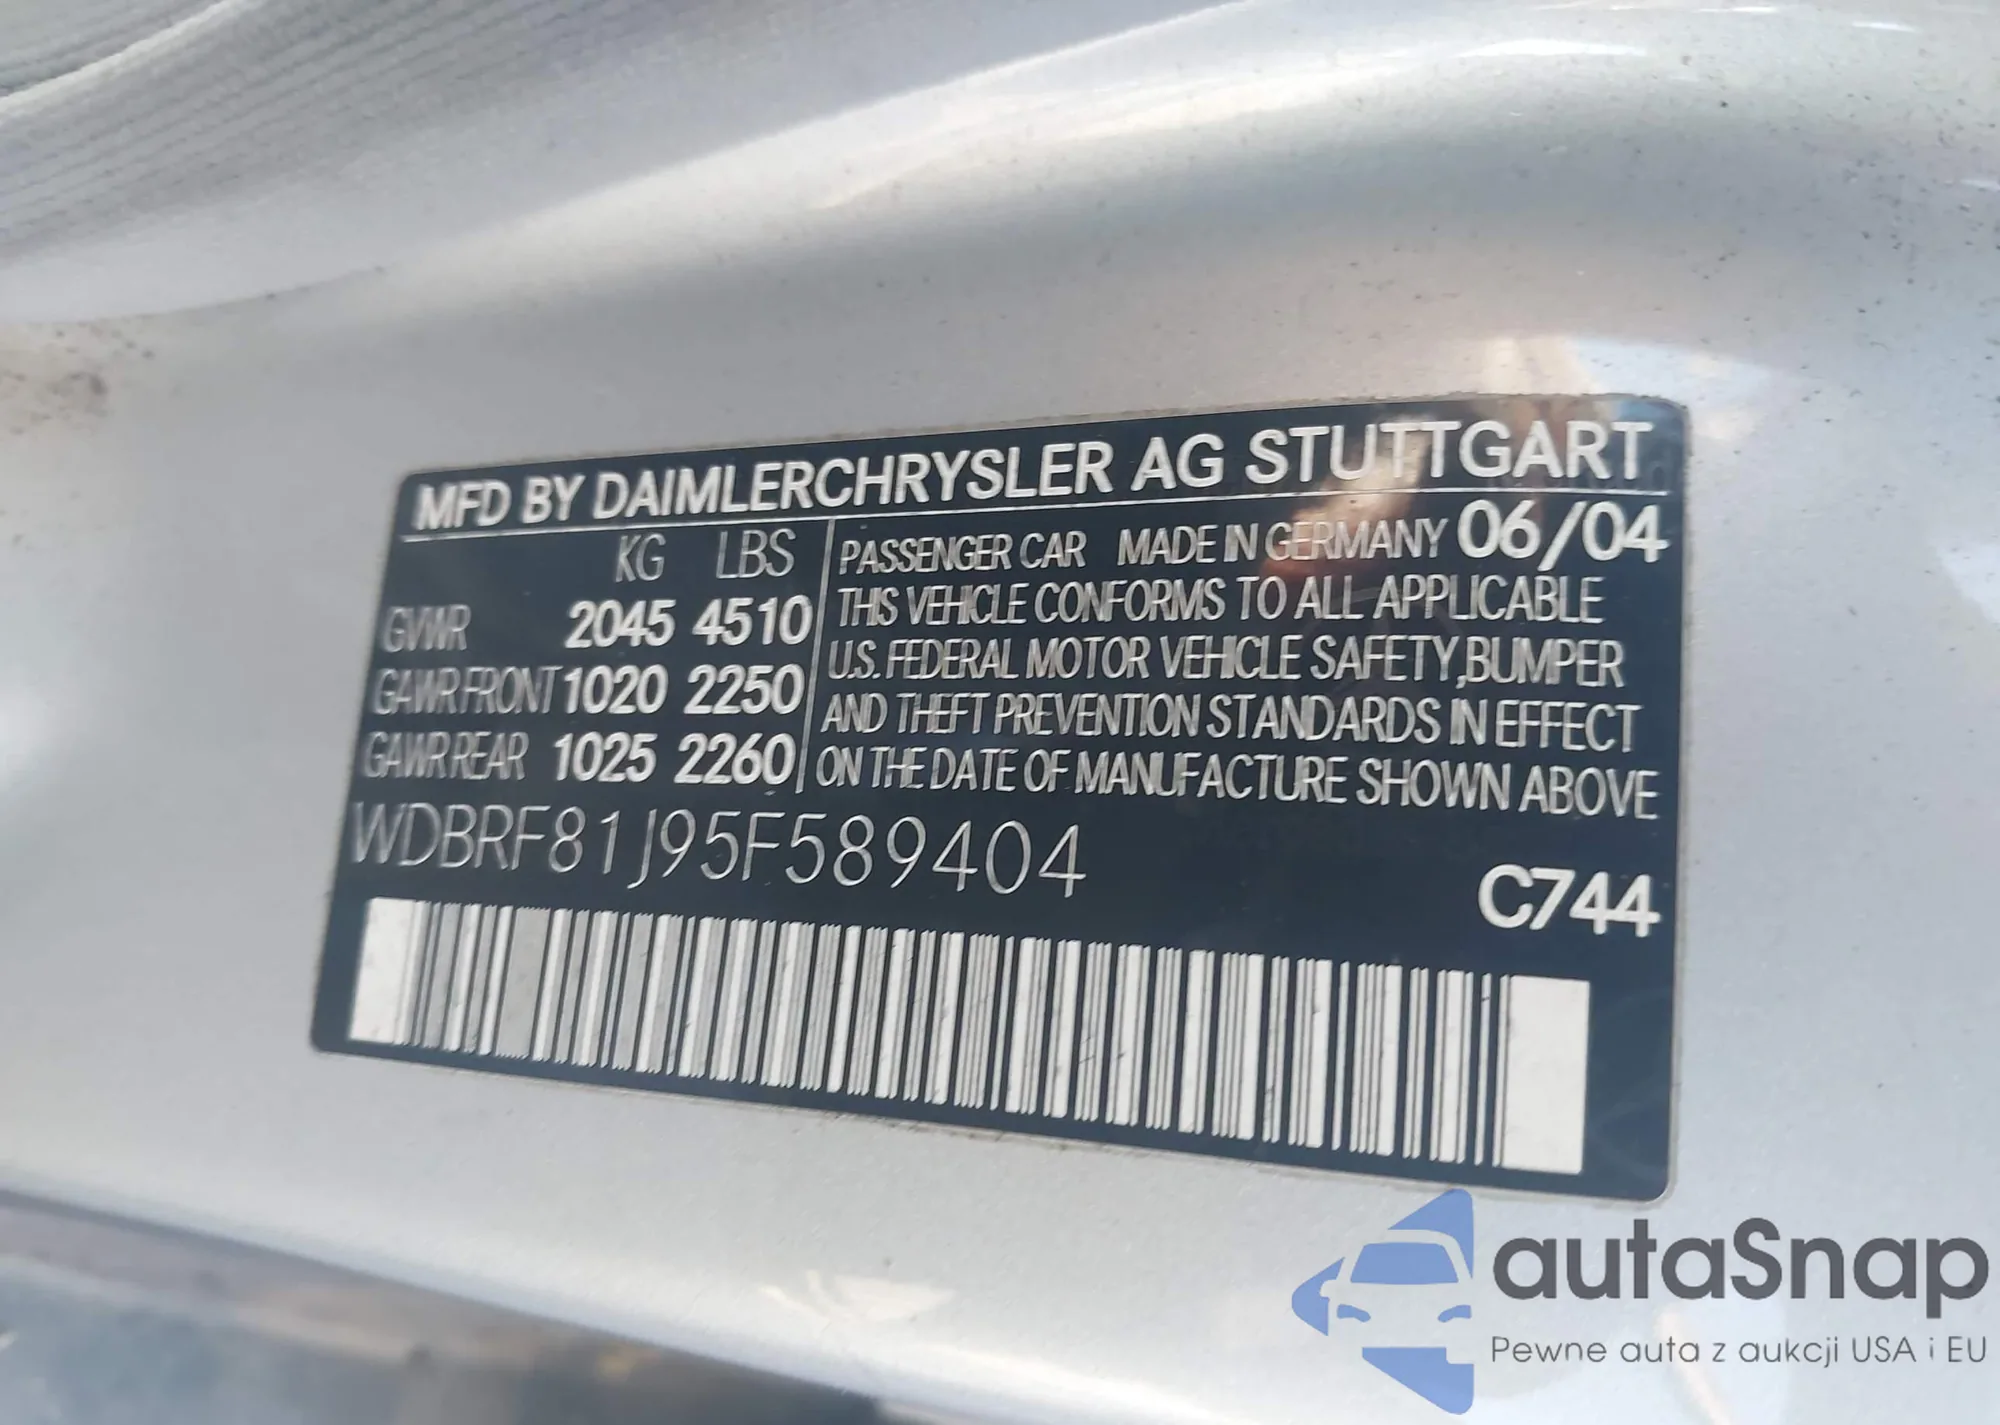 MFD BY DAIMLERCHRYSLER AG STUTTGART
KG LBS
GVWR 2045 4510
GAWR FRONT 1020 2250
GAWR REAR 1025 2260
PASSENGER CAR MADE IN GERMANY 06/04
THIS VEHICLE CONFORMS TO ALL APPLICABLE
U.S. FEDERAL MOTOR VEHICLE SAFETY, BUMPER
AND THEFT PREVENTION STANDARDS IN EFFECT
ON THE DATE OF MANUFACTURE SHOWN ABOVE
WDBRF81J95F589404
C744
autaSnap
Pewne auta z aukcji USA i EU